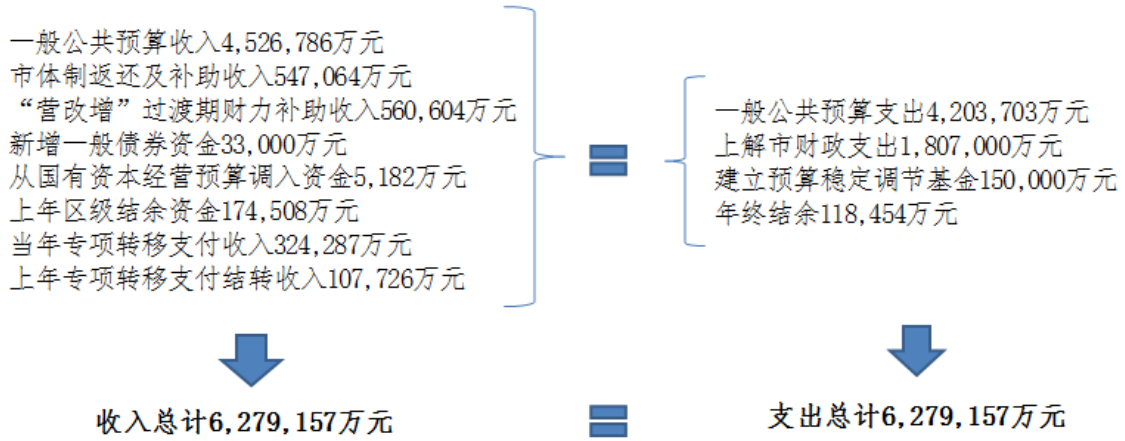 一般公共预算收入4,526,786万元
市体制返还及补助收入547,064万元
“营改增”过渡期财力补助收入560,604万元
新增一般债券资金33,000万元
从国有资本经营预算调入资金5,182万元
上年区级结余资金174,508万元
当年专项转移支付收入324,287万元
上年专项转移支付结转收入107,726万元
一般公共预算支出4,203,703万元
上解市财政支出1,807,000万元
建立预算稳定调节基金150,000万元
年终结余118,454万元
收入总计6,279,157万元
支出总计6,279,157万元